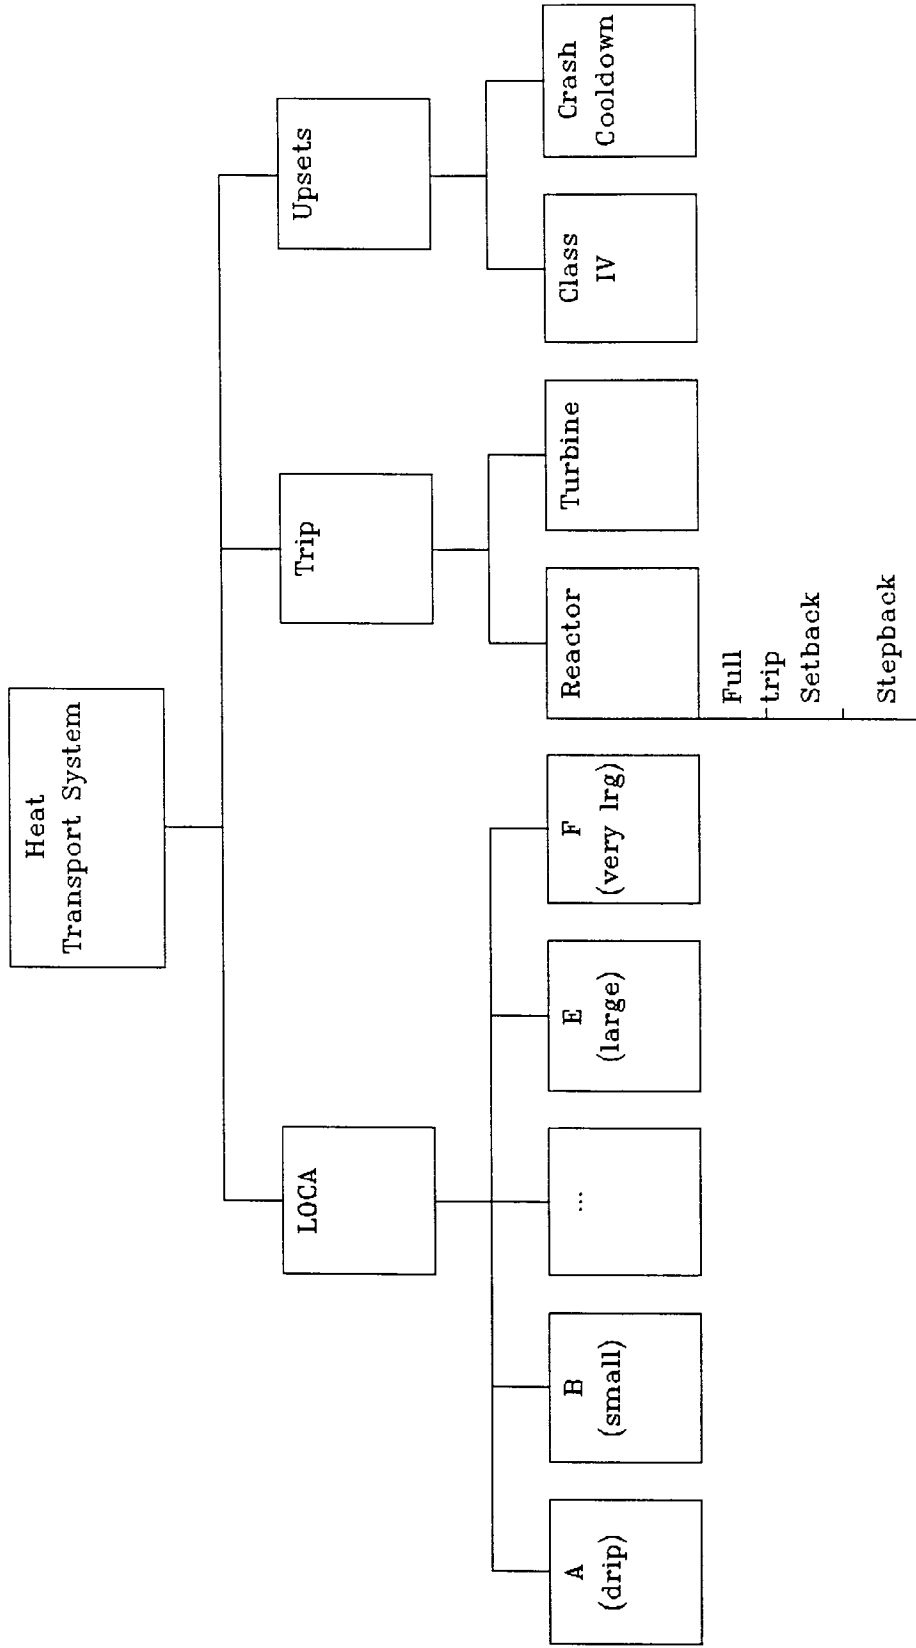 Heat
Transport System
LOCA
Trip
Upsets
A
(drip)
B
(small)
...
E
(large)
F
(very lrg)
Reactor
Turbine
Class
IV
Crash
Cooldown
Full
trip
Setback
Stepback